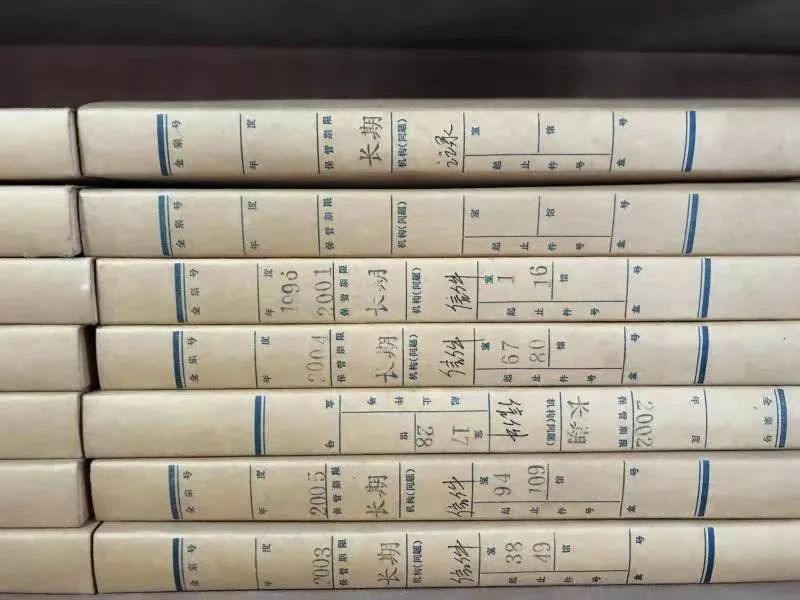 全宗号
年度
保管期限 长期
机构(问题) 记录
室 馆
起止件号
盒号
全宗号
年度
保管期限
机构(问题)
室 馆
起止件号
盒号
全宗号
年度 1996 2001
保管期限 长期
机构(问题) 信件
室 1 馆 16
起止件号
盒号
全宗号
年度 2004
保管期限 长期
机构(问题) 信件
室 67 馆 80
起止件号
盒号
全宗号
年度 2002
保管期限 长期
机构(问题) 信件
室 17 馆 28
起止件号
盒号
全宗号
年度 2005
保管期限 长期
机构(问题) 信件
室 94 馆 109
起止件号
盒号
全宗号
年度 2003
保管期限 长期
机构(问题) 信件
室 38 馆 49
起止件号
盒号